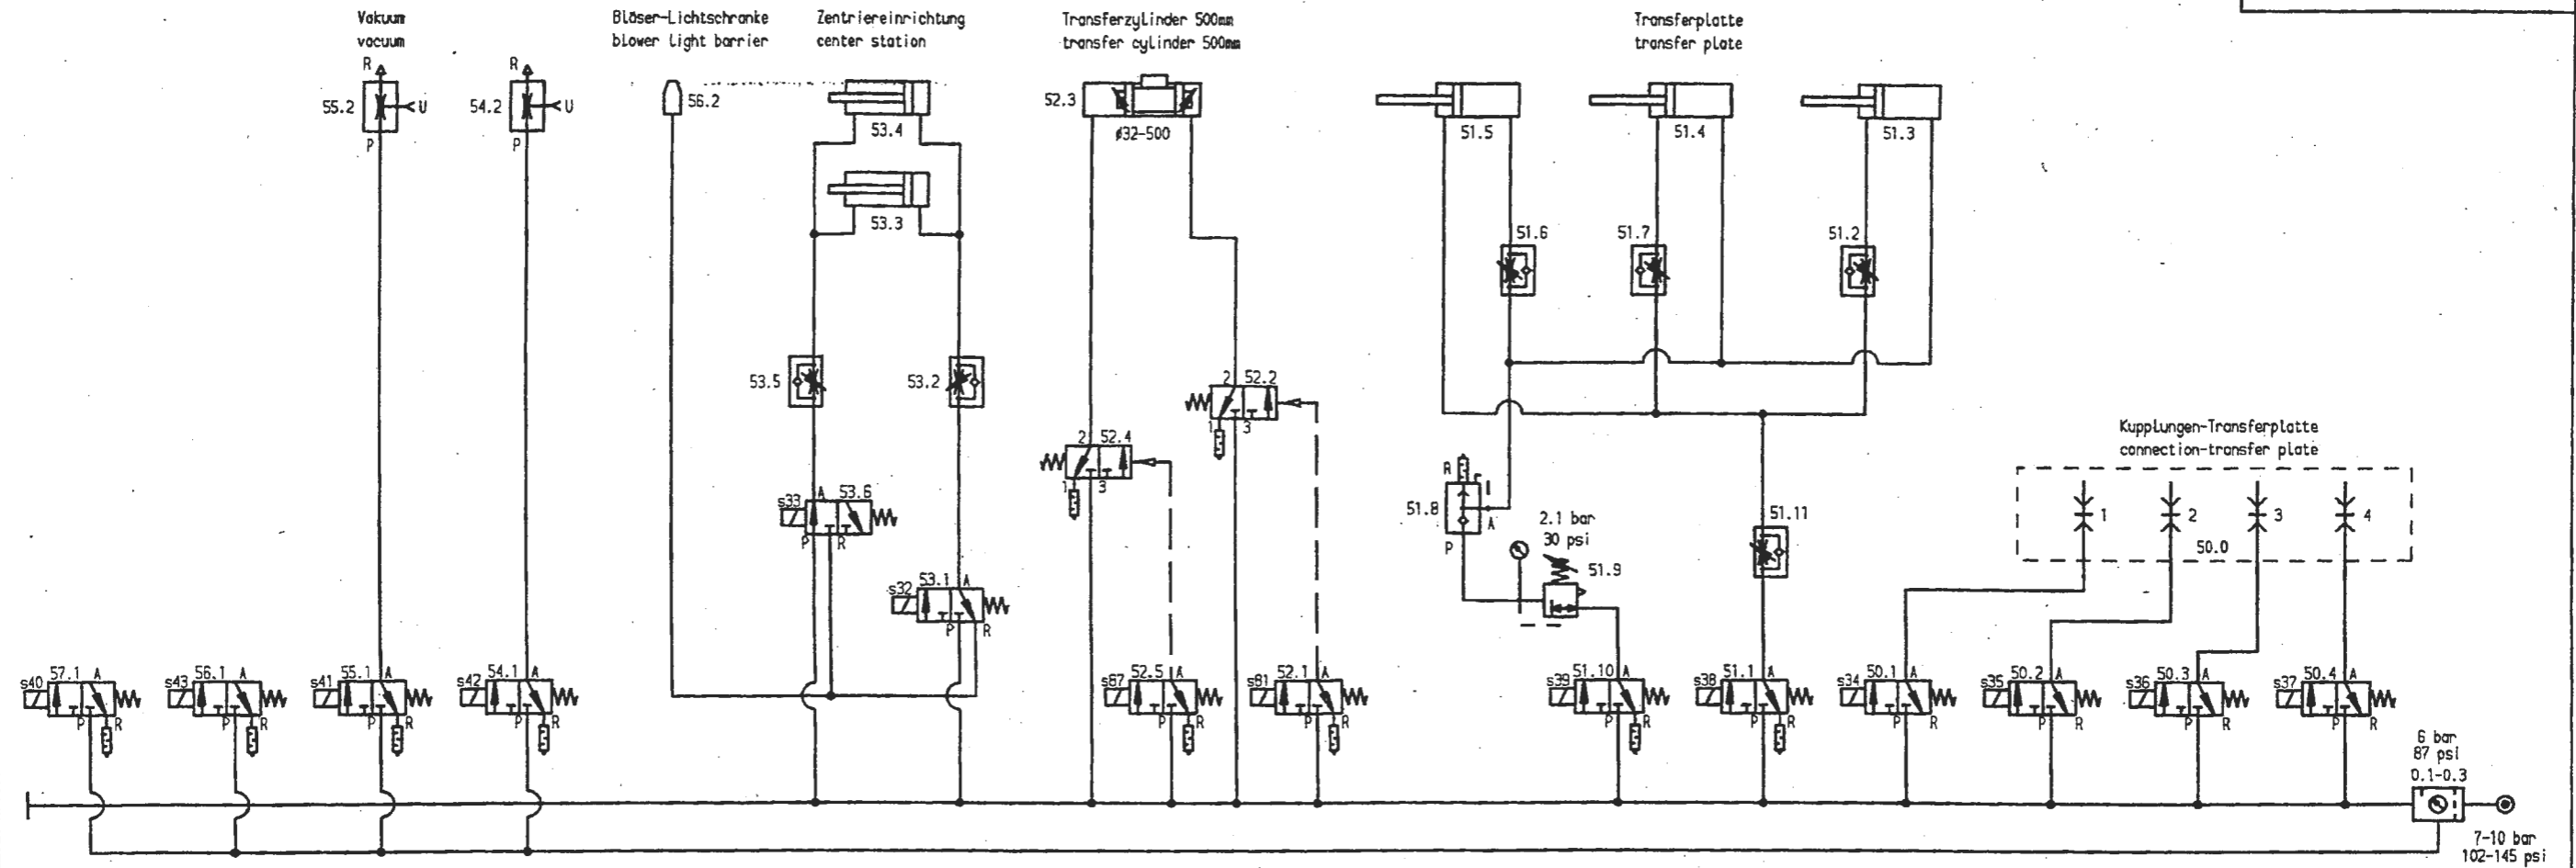 Vakuum
vacuum
Bläser-Lichtschranke
blower light barrier
Zentriereinrichtung
center station
Transferzylinder 500mm
transfer cylinder 500mm
Transferplatte
transfer plate
R
R
55.2
U
54.2
U
P
P
56.2
53.4
53.3
52.3
ø32-500
51.5
51.4
51.3
51.6
51.7
51.2
53.5
53.2
2
52.2
1
3
2
52.4
1
3
Kupplungen-Transferplatte
connection-transfer plate
1
2
3
4
50.0
R
51.8
A
P
2.1 bar
30 psi
51.9
51.11
s33
A
53.6
P
R
s32
53.1
A
P
R
s40
57.1
A
P
R
s43
56.1
A
P
R
s41
55.1
A
P
R
s42
54.1
A
P
R
s67
52.5
A
P
R
s81
52.1
A
P
R
s39
51.10
A
P
R
s38
51.1
A
P
R
s34
50.1
A
P
R
s35
50.2
A
P
R
s36
50.3
A
P
R
s37
50.4
A
P
R
6 bar
87 psi
0.1-0.3
7-10 bar
102-145 psi